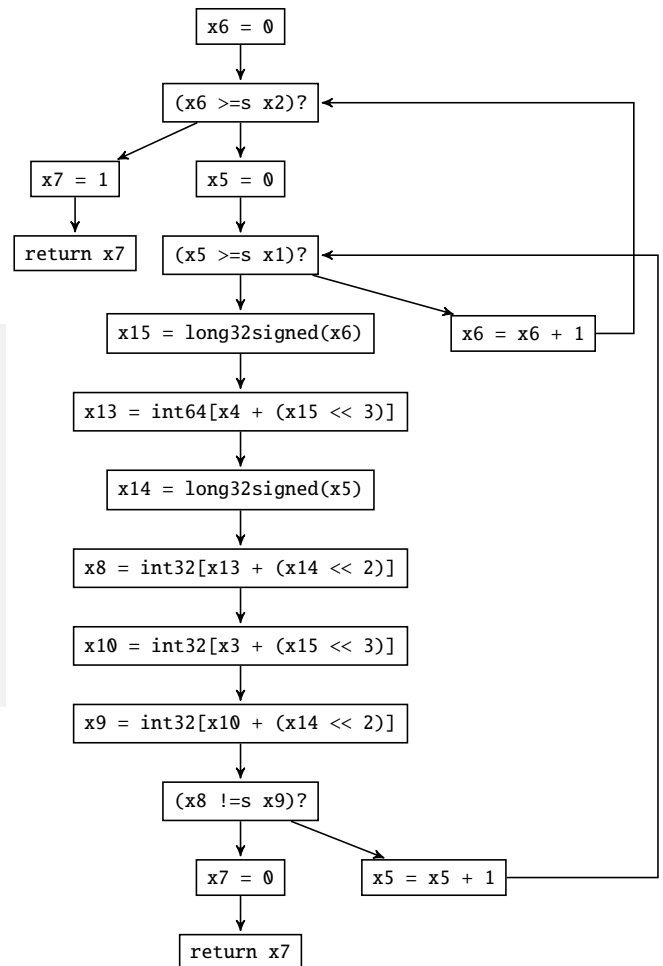 x6 = 0
(x6 >=s x2)?
x7 = 1
x5 = 0
return x7
(x5 >=s x1)?
x15 = long32signed(x6)
x6 = x6 + 1
x13 = int64[x4 + (x15 << 3)]
x14 = long32signed(x5)
x8 = int32[x13 + (x14 << 2)]
x10 = int32[x3 + (x15 << 3)]
x9 = int32[x10 + (x14 << 2)]
(x8 !=s x9)?
x7 = 0
x5 = x5 + 1
return x7